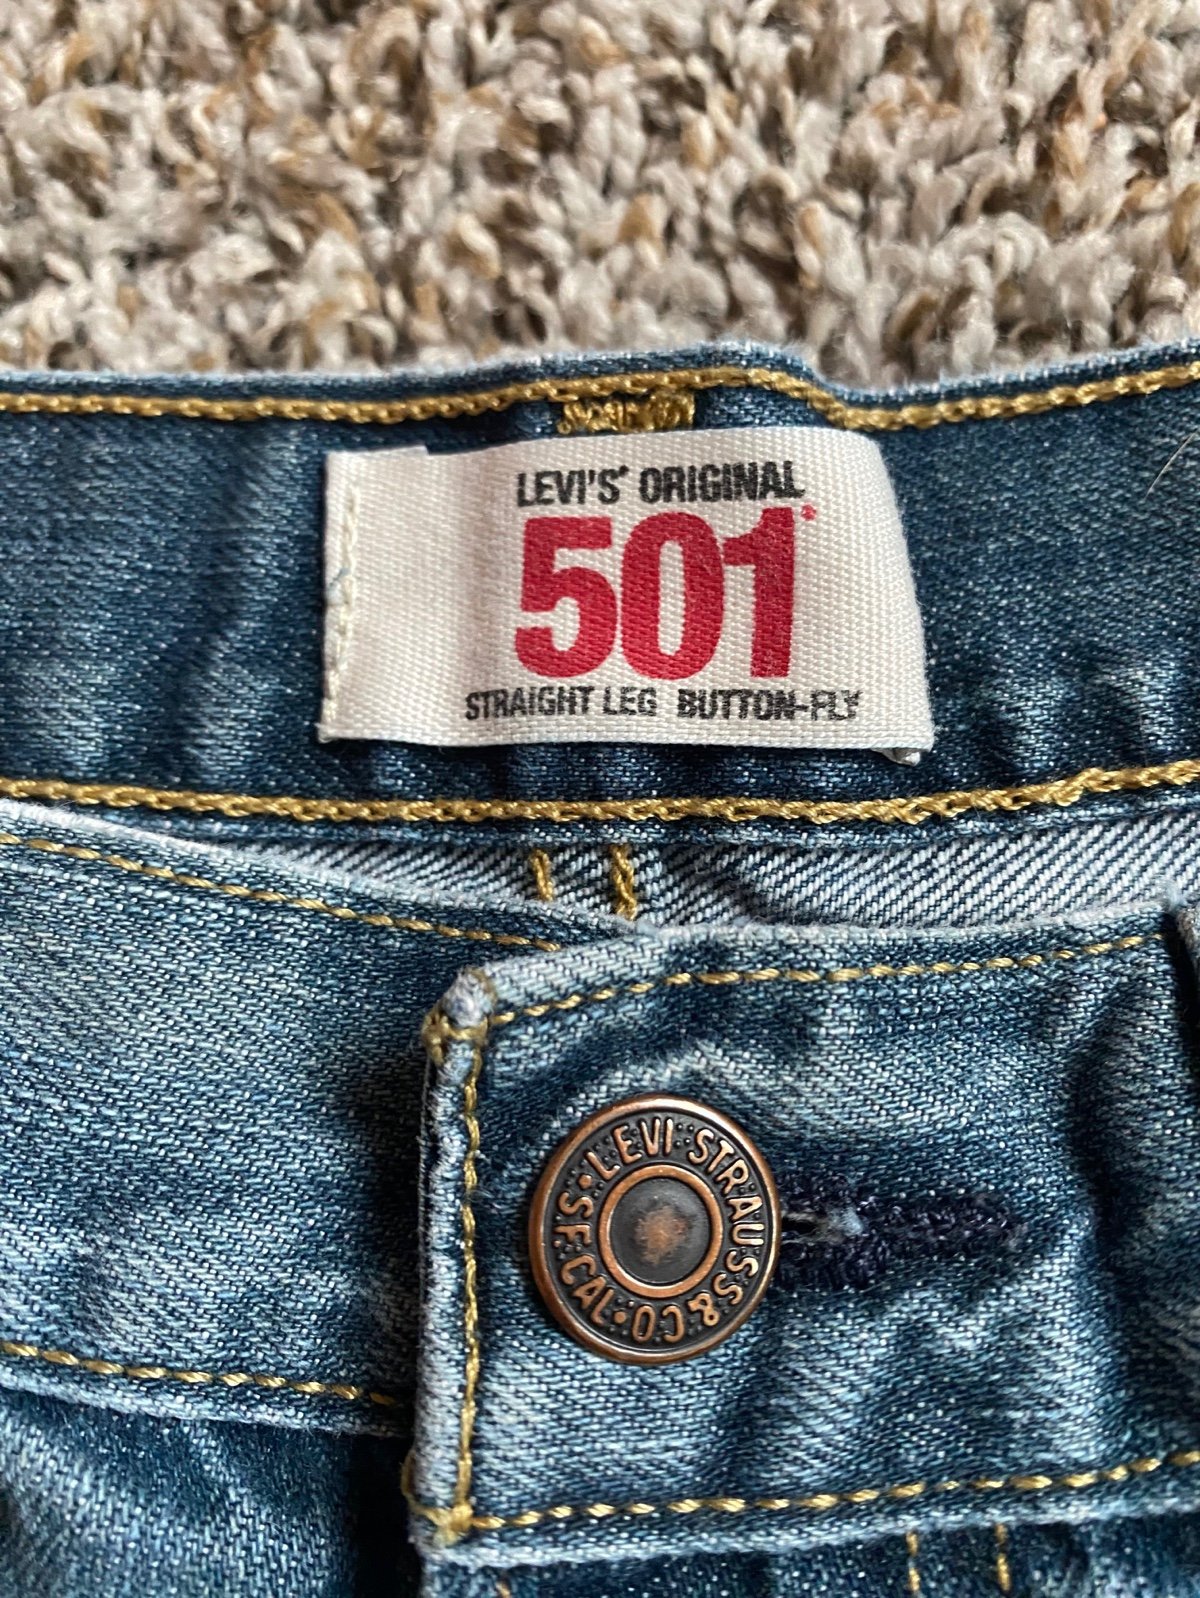 LEVI'S® ORIGINAL
501®
STRAIGHT LEG BUTTON-FLY
LEVI STRAUSS & CO • S.F. CAL •